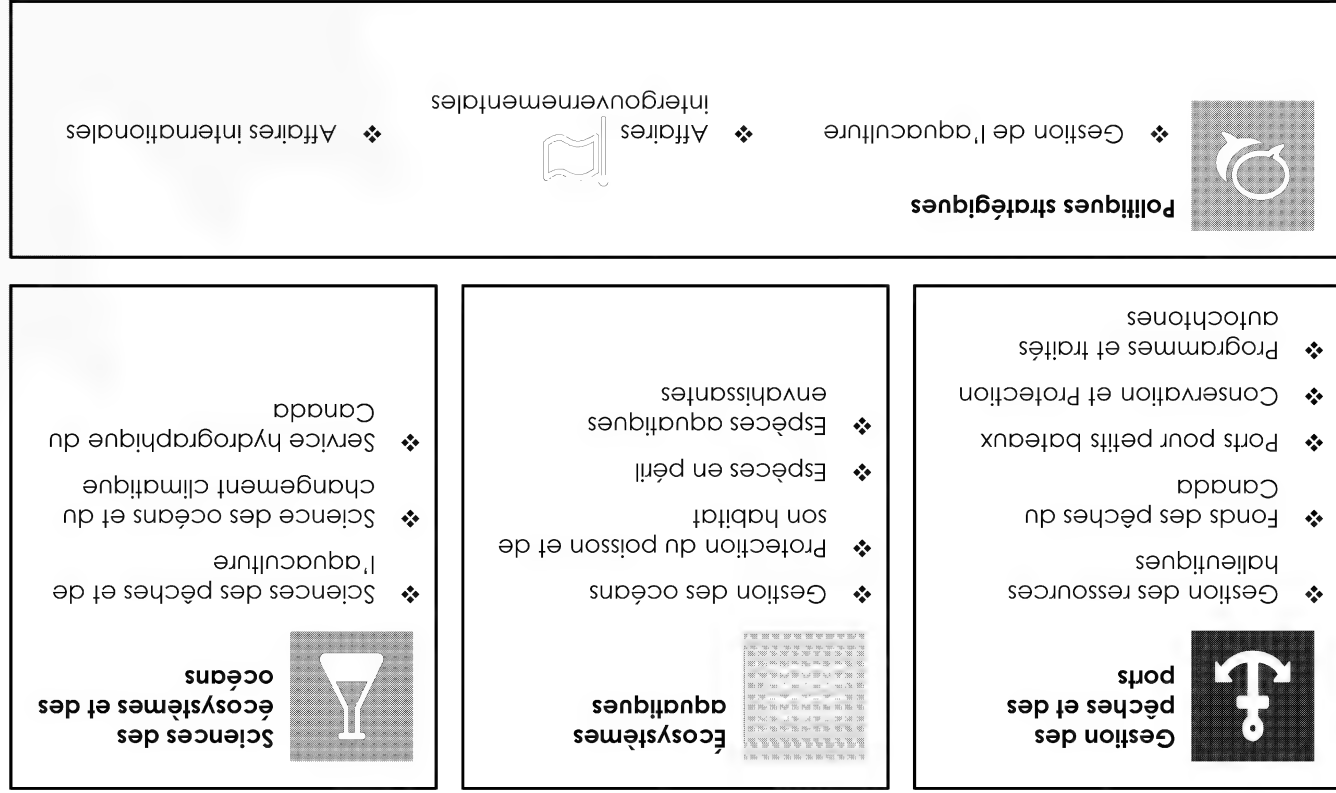 Gestion des
pêches et des
ports
❖ Gestion des ressources
halieutiques
❖ Fonds des pêches du
Canada
❖ Ports pour petits bateaux
❖ Conservation et Protection
❖ Programmes et traités
autochtones
Écosystèmes
aquatiques
❖ Gestion des océans
❖ Protection du poisson et de
son habitat
❖ Espèces en péril
❖ Espèces aquatiques
envahissantes
Sciences des
écosystèmes et des
océans
❖ Sciences des pêches et de
l'aquaculture
❖ Science des océans et du
changement climatique
❖ Service hydrographique du
Canada
Politiques stratégiques
❖ Gestion de l'aquaculture
❖ Affaires
intergouvernementales
❖ Affaires internationales